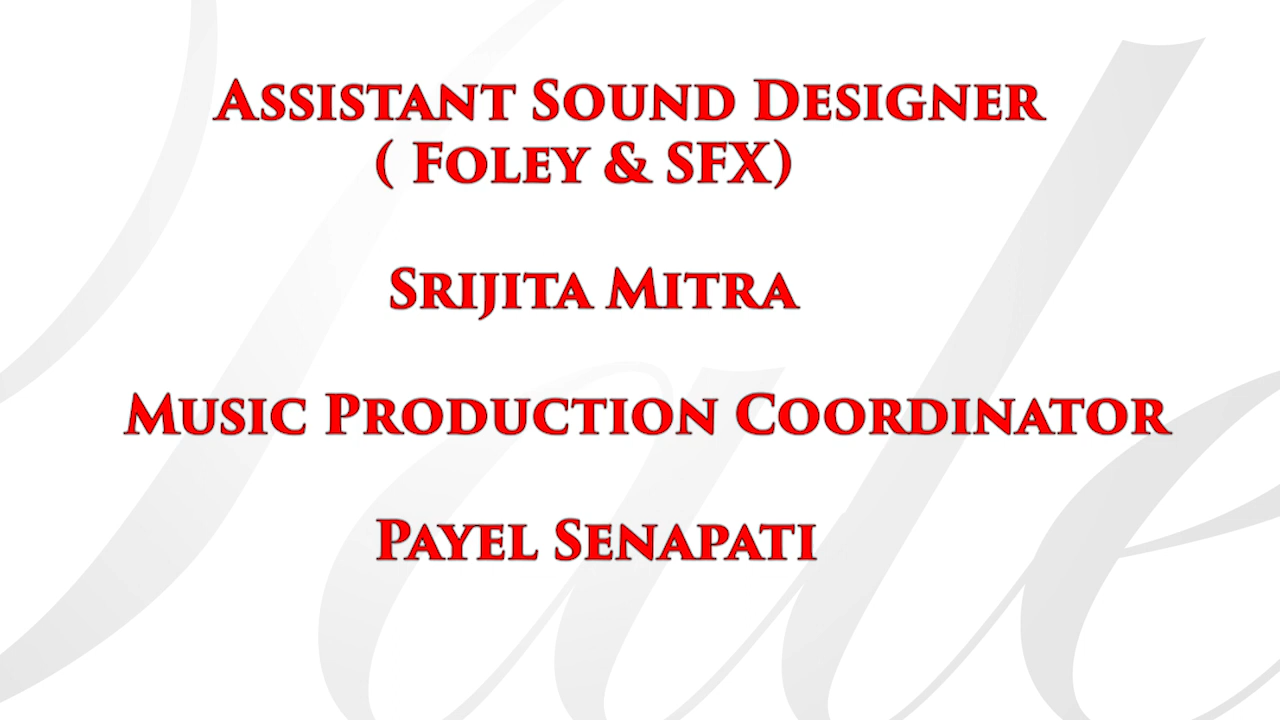 Assistant Sound Designer
( Foley & SFX)
Srijita Mitra
Music Production Coordinator
Payel Senapati